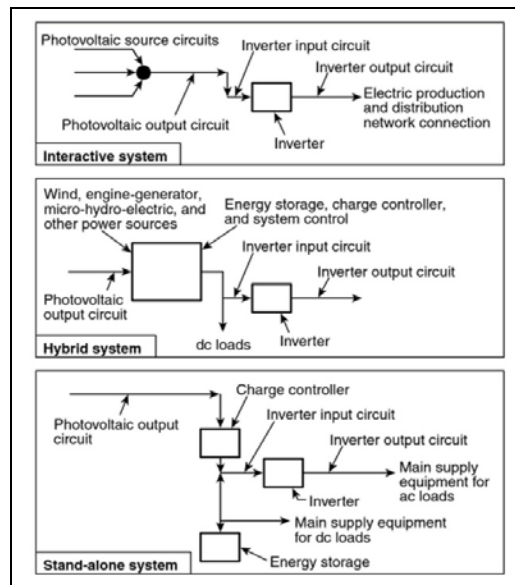 Photovoltaic source circuits
Inverter input circuit
Inverter output circuit
Photovoltaic output circuit
Electric production
and distribution
network connection
Inverter
Interactive system
Wind, engine-generator,
micro-hydro-electric, and
other power sources
Energy storage, charge controller,
and system control
Inverter input circuit
Inverter output circuit
Photovoltaic
output circuit
dc loads
Inverter
Hybrid system
Charge controller
Photovoltaic output
circuit
Inverter input circuit
Inverter output circuit
Main supply
equipment for
ac loads
Inverter
Main supply equipment
for dc loads
Energy storage
Stand-alone system